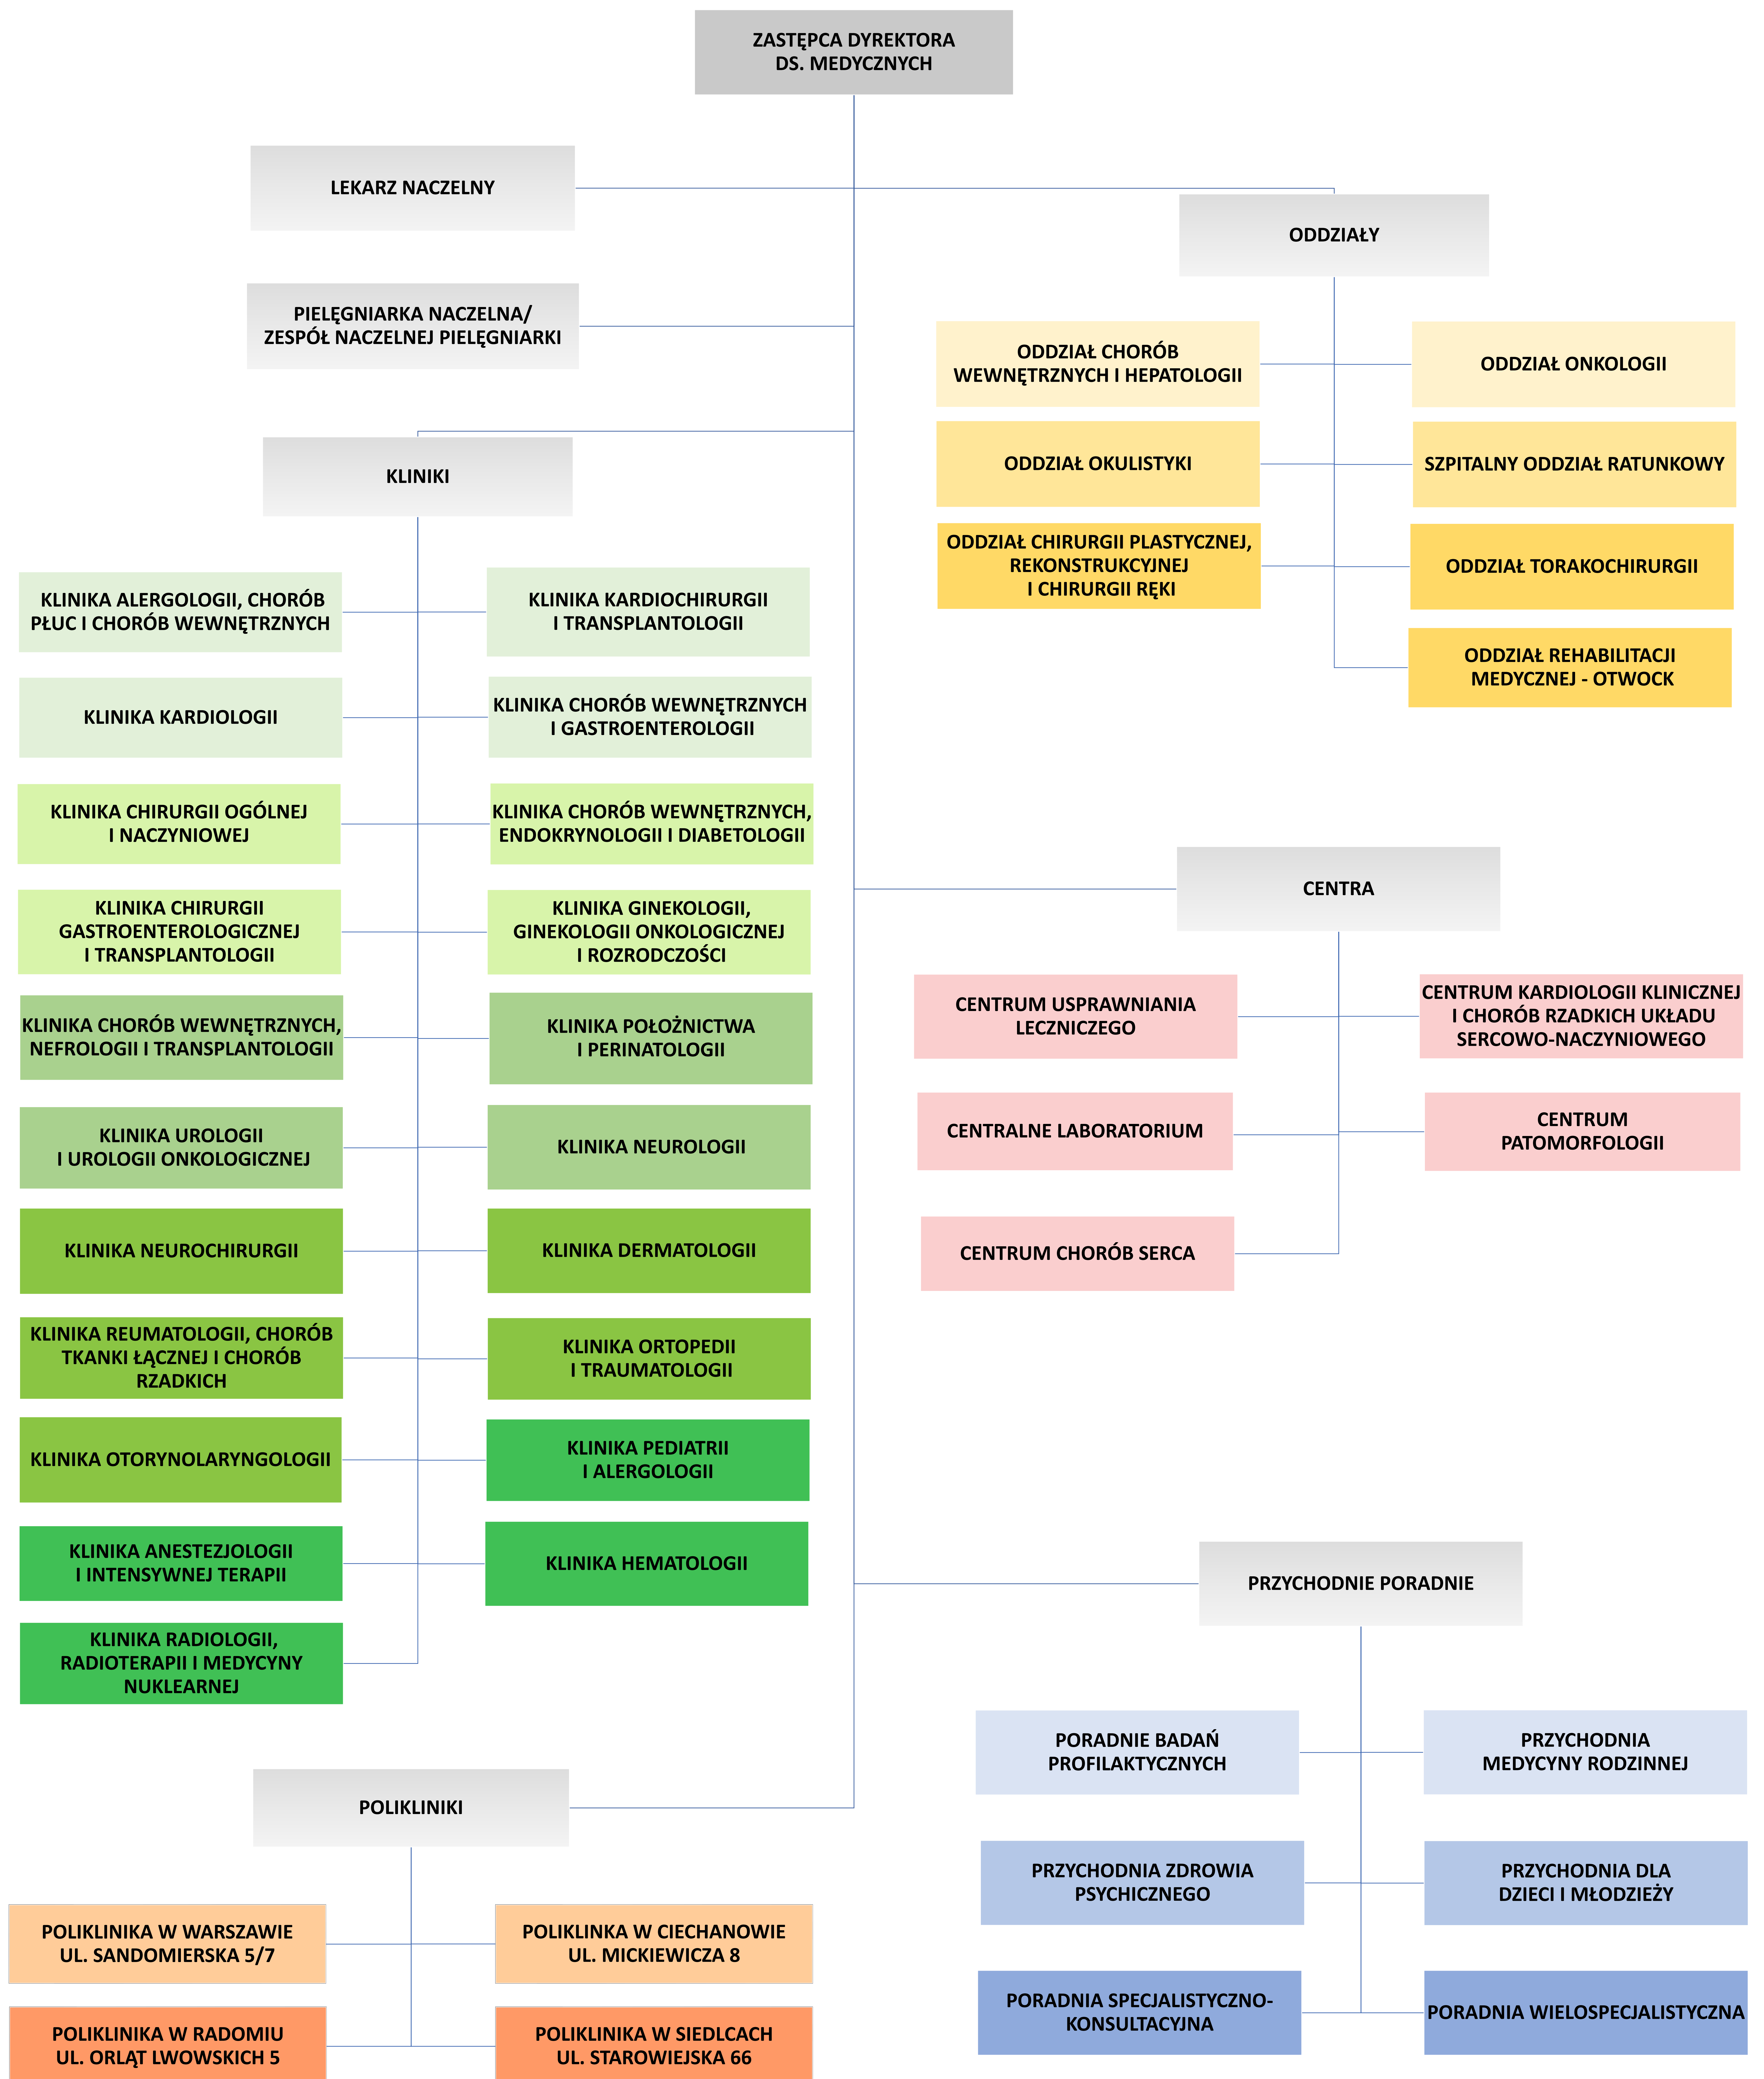 ZASTĘPCA DYREKTORA
DS. MEDYCZNYCH
LEKARZ NACZELNY
PIELĘGNIARKA NACZELNA/
ZESPÓŁ NACZELNEJ PIELĘGNIARKI
ODDZIAŁY
ODDZIAŁ CHORÓB
WEWNĘTRZNYCH I HEPATOLOGII
ODDZIAŁ ONKOLOGII
ODDZIAŁ OKULISTYKI
SZPITALNY ODDZIAŁ RATUNKOWY
ODDZIAŁ CHIRURGII PLASTYCZNEJ,
REKONSTRUKCYJNEJ
I CHIRURGII RĘKI
ODDZIAŁ TORAKOCHIRURGII
ODDZIAŁ REHABILITACJI
MEDYCZNEJ - OTWOCK
KLINIKI
KLINIKA ALERGOLOGII, CHORÓB
PŁUC I CHORÓB WEWNĘTRZNYCH
KLINIKA KARDIOCHIRURGII
I TRANSPLANTOLOGII
KLINIKA KARDIOLOGII
KLINIKA CHORÓB WEWNĘTRZNYCH
I GASTROENTEROLOGII
KLINIKA CHIRURGII OGÓLNEJ
I NACZYNIOWEJ
KLINIKA CHORÓB WEWNĘTRZNYCH,
ENDOKRYNOLOGII I DIABETOLOGII
KLINIKA CHIRURGII
GASTROENTEROLOGICZNEJ
I TRANSPLANTOLOGII
KLINIKA GINEKOLOGII,
GINEKOLOGII ONKOLOGICZNEJ
I ROZRODCZOŚCI
KLINIKA CHORÓB WEWNĘTRZNYCH,
NEFROLOGII I TRANSPLANTOLOGII
KLINIKA POŁOŻNICTWA
I PERINATOLOGII
KLINIKA UROLOGII
I UROLOGII ONKOLOGICZNEJ
KLINIKA NEUROLOGII
KLINIKA NEUROCHIRURGII
KLINIKA DERMATOLOGII
KLINIKA REUMATOLOGII, CHORÓB
TKANKI ŁĄCZNEJ I CHORÓB
RZADKICH
KLINIKA ORTOPEDII
I TRAUMATOLOGII
KLINIKA OTORYNOLARYNGOLOGII
KLINIKA PEDIATRII
I ALERGOLOGII
KLINIKA ANESTEZJOLOGII
I INTENSYWNEJ TERAPII
KLINIKA HEMATOLOGII
KLINIKA RADIOLOGII,
RADIOTERAPII I MEDYCYNY
NUKLEARNEJ
CENTRA
CENTRUM USPRAWNIANIA
LECZNICZEGO
CENTRUM KARDIOLOGII KLINICZNEJ
I CHORÓB RZADKICH UKŁADU
SERCOWO-NACZYNIOWEGO
CENTRALNE LABORATORIUM
CENTRUM
PATOMORFOLOGII
CENTRUM CHORÓB SERCA
PRZYCHODNIE PORADNIE
PORADNIE BADAŃ
PROFILAKTYCZNYCH
PRZYCHODNIA
MEDYCYNY RODZINNEJ
PRZYCHODNIA ZDROWIA
PSYCHICZNEGO
PRZYCHODNIA DLA
DZIECI I MŁODZIEŻY
PORADNIA SPECJALISTYCZNO-
KONSULTACYJNA
PORADNIA WIELOSPECJALISTYCZNA
POLIKLINIKI
POLIKLINIKA W WARSZAWIE
UL. SANDOMIERSKA 5/7
POLIKLINKA W CIECHANOWIE
UL. MICKIEWICZA 8
POLIKLINIKA W RADOMIU
UL. ORLĄT LWOWSKICH 5
POLIKLINIKA W SIEDLCACH
UL. STAROWIEJSKA 66